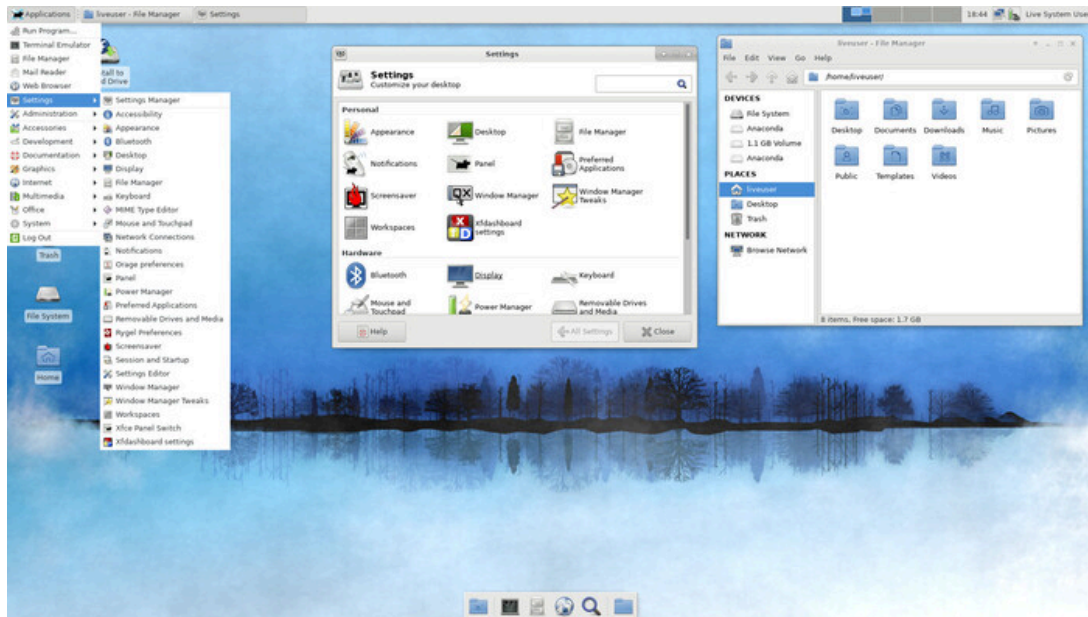 Applications
liveuser - File Manager
Settings
18:44
Live System Use
Run Program...
Terminal Emulator
File Manager
Mail Reader
Web Browser
Settings
Administration
Accessories
Development
Documentation
Graphics
Internet
Multimedia
Office
System
Log Out
Settings Manager
Accessibility
Appearance
Bluetooth
Desktop
Display
File Manager
Keyboard
MIME Type Editor
Mouse and Touchpad
Network Connections
Notifications
Orage preferences
Panel
Power Manager
Preferred Applications
Removable Drives and Media
Rygel Preferences
Screensaver
Session and Startup
Settings Editor
Window Manager
Window Manager Tweaks
Workspaces
Xfce Panel Switch
Xfdashboard settings
tall to
d Drive
Trash
File System
Home
Settings
Settings
Customize your desktop
Personal
Appearance
Desktop
File Manager
Notifications
Panel
Preferred
Applications
Screensaver
Window Manager
Window Manager
Tweaks
Workspaces
Xfdashboard
settings
Hardware
Bluetooth
Display
Keyboard
Mouse and
Touchpad
Power Manager
Removable Drives
and Media
Help
All Settings
Close
liveuser - File Manager
File Edit View Go Help
/home/liveuser/
DEVICES
File System
Anaconda
1.1 GB Volume
Anaconda
PLACES
liveuser
Desktop
Trash
NETWORK
Browse Network
Desktop Documents Downloads Music Pictures
Public Templates Videos
8 items, Free space: 1.7 GB